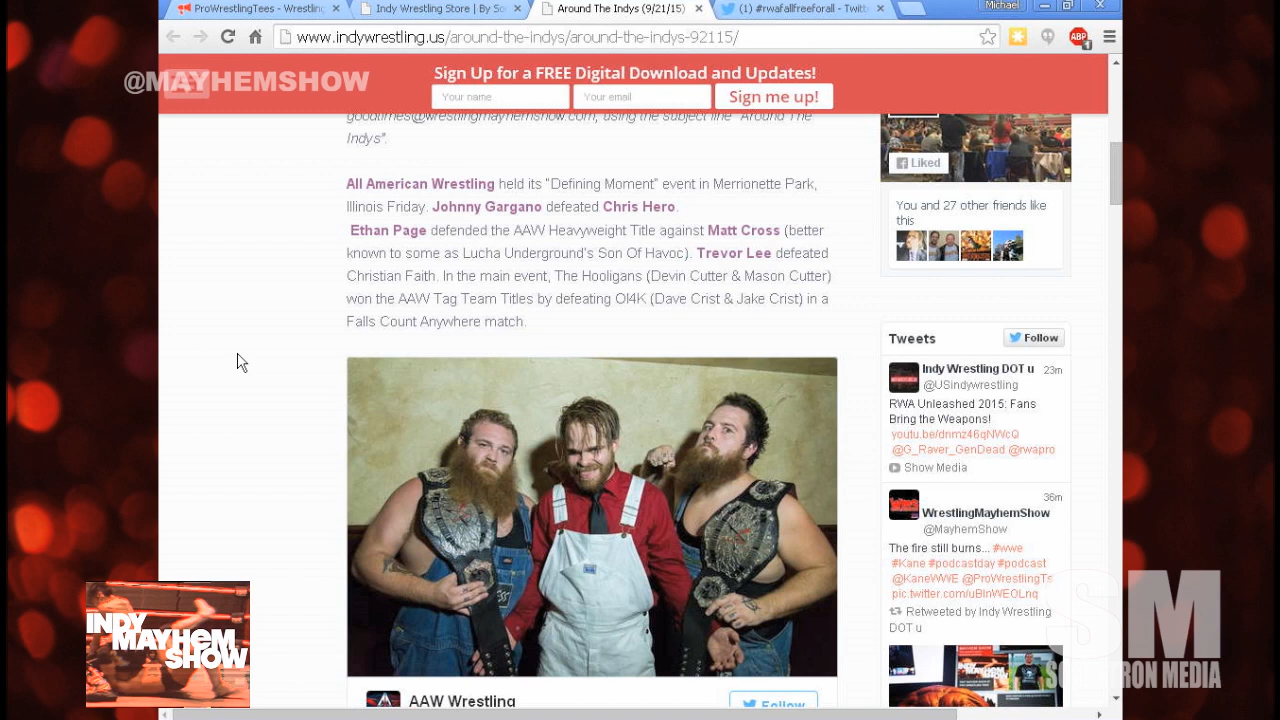 ProWrestlingTees - Wrestling
Indy Wrestling Store | By So
Around The Indys (9/21/15)
(1) #rwafallfreeforall - Twitt
Michael
www.indywrestling.us/around-the-indys/around-the-indys-92115/
ABP
1
@MAYHEMSHOW
Sign Up for a FREE Digital Download and Updates!
Your name
Your email
Sign me up!
goodtimes@wrestlingmayhemshow.com, using the subject line "Around The
Indys".
All American Wrestling held its "Defining Moment" event in Merrionette Park,
Illinois Friday. Johnny Gargano defeated Chris Hero.
Ethan Page defended the AAW Heavyweight Title against Matt Cross (better
known to some as Lucha Underground's Son Of Havoc). Trevor Lee defeated
Christian Faith. In the main event, The Hooligans (Devin Cutter & Mason Cutter)
won the AAW Tag Team Titles by defeating OI4K (Dave Crist & Jake Crist) in a
Falls Count Anywhere match.
AAW Wrestling
Follow
Liked
You and 27 other friends like
this
Tweets
Follow
Indy Wrestling DOT u
23m
@USindywrestling
RWA Unleashed 2015: Fans
Bring the Weapons!
youtu.be/dnmz46qNWcQ
@G_Raver_GenDead @rwapro
Show Media
36m
WrestlingMayhemShow
@MayhemShow
The fire still burns... #wwe
#Kane #podcastday #podcast
@KaneWWE @ProWrestlingTs
pic.twitter.com/uBlnWEOLnq
Retweeted by Indy Wrestling
DOT u
INDY
MAYHEM
SHOW
SM
MEDIA